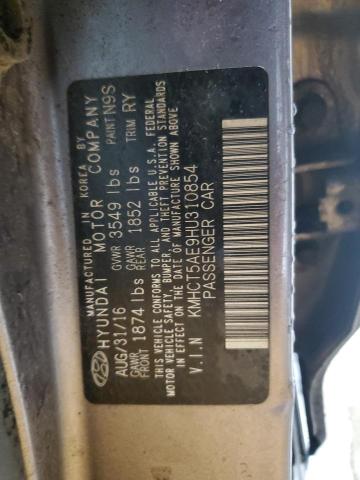 MANUFACT'D IN KOREA BY
HYUNDAI MOTOR COMPANY
AUG/31/16 GVWR 3549 lbs PAINT N9S
GAWR FRONT 1874 lbs GAWR REAR 1852 lbs TRIM RY
THIS VEHICLE CONFORMS TO ALL APPLICABLE U.S.A. FEDERAL
MOTOR VEHICLE SAFETY, BUMPER, AND THEFT PREVENTION STANDARDS
IN EFFECT ON THE DATE OF MANUFACTURE SHOWN ABOVE.
V.I.N KMHCT5AE9HU310854
PASSENGER CAR